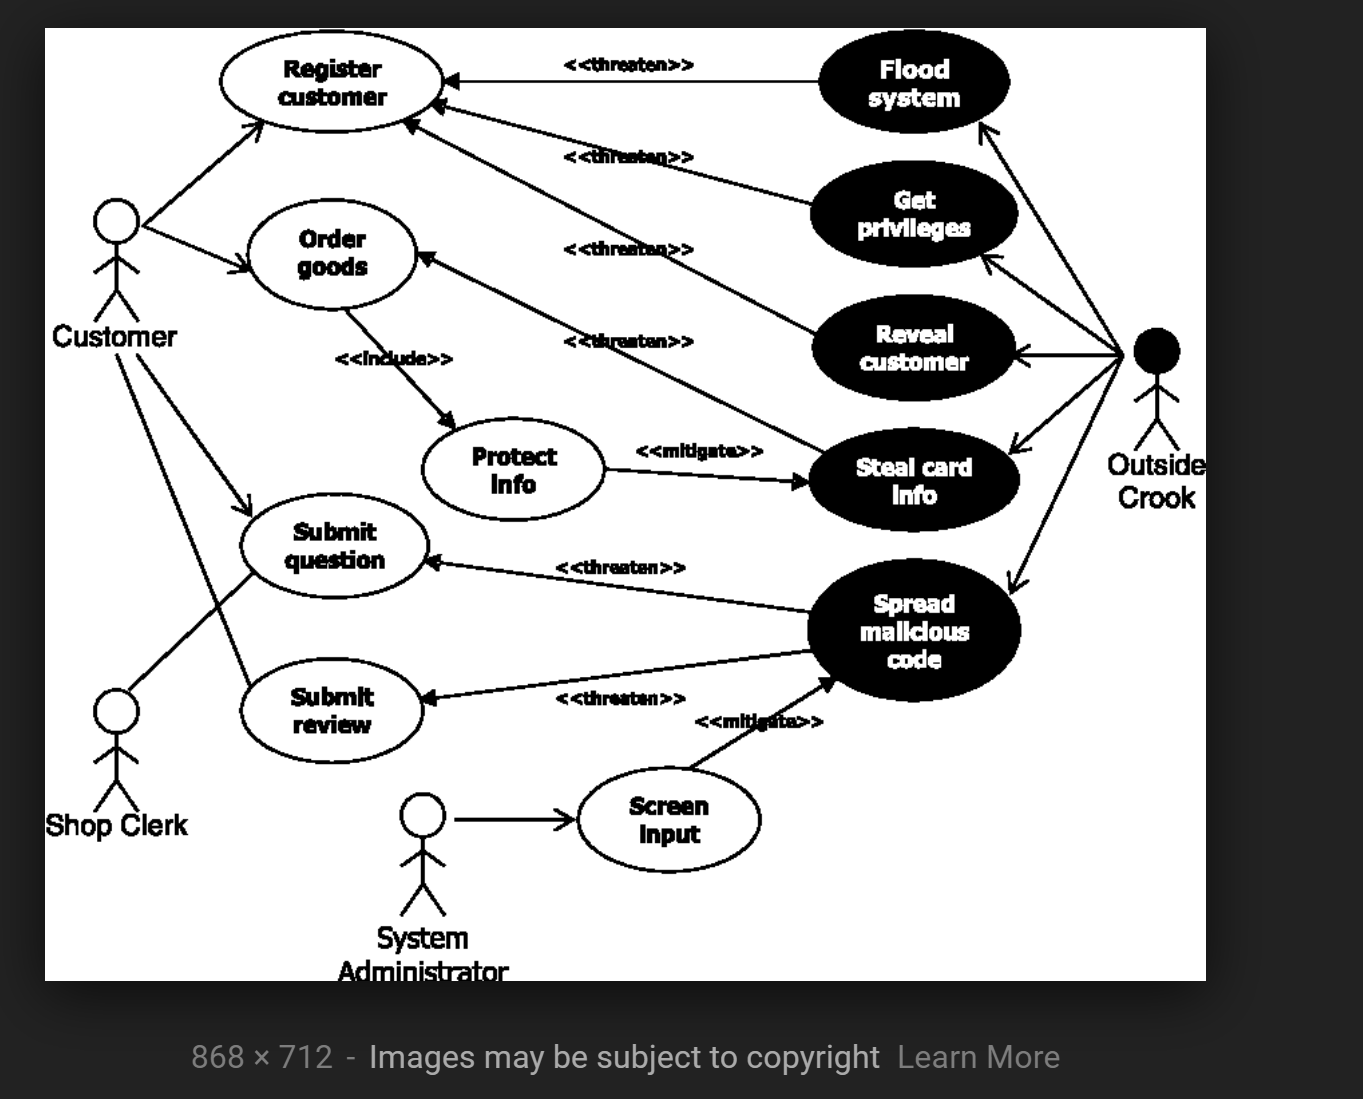 Register
customer
<<threaten>>
Flood
system
<<threaten>>
Get
privileges
Order
goods
<<threaten>>
Customer
<<include>>
<<threaten>>
Reveal
customer
Protect
info
<<mitigate>>
Steal card
info
Outside
Crook
Submit
question
<<threaten>>
Spread
malicious
code
Submit
review
<<threaten>>
<<mitigate>>
Shop Clerk
Screen
input
System
Administrator
868 × 712 - Images may be subject to copyright Learn More